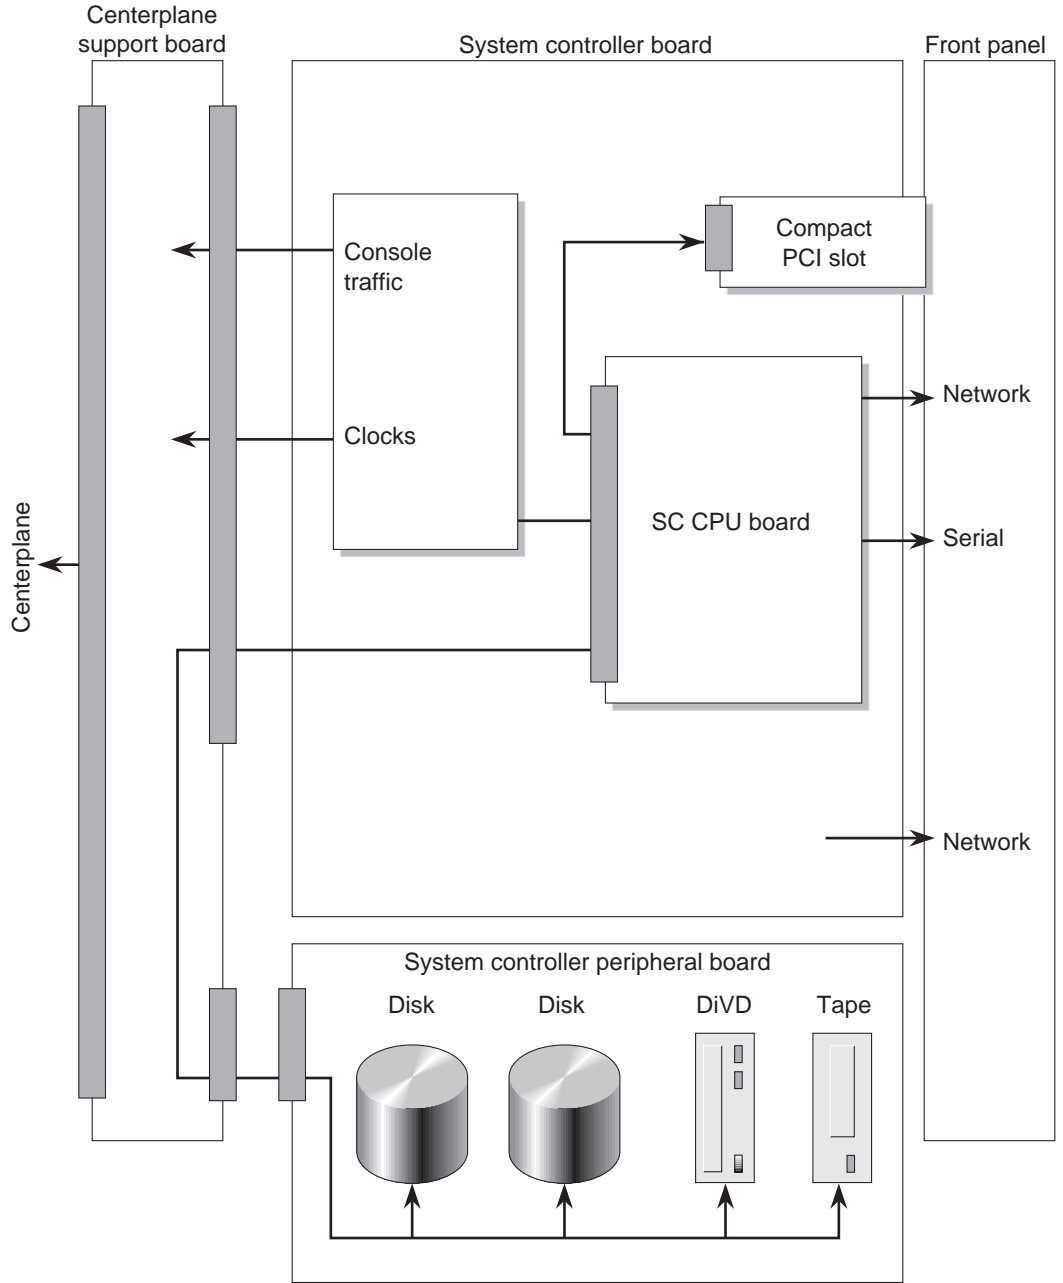 Centerplane
support board
System controller board
Front panel
Compact
PCI slot
Console
traffic
Network
Clocks
SC CPU board
Serial
Centerplane
Network
System controller peripheral board
Disk
Disk
DiVD
Tape